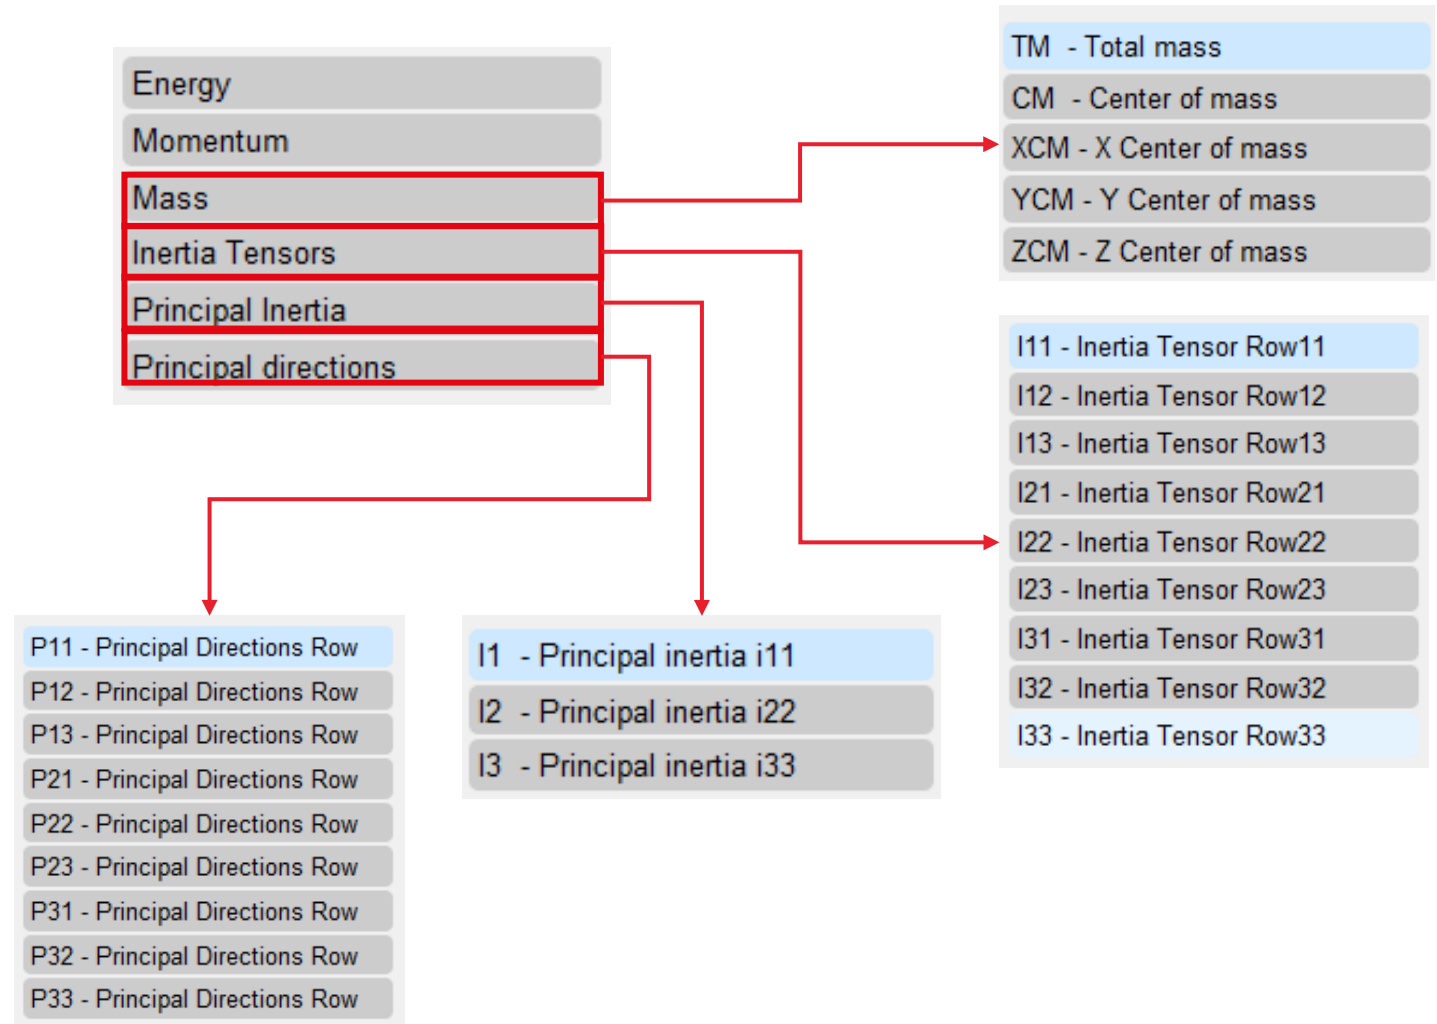 Energy
Momentum
Mass
Inertia Tensors
Principal Inertia
Principal directions
TM - Total mass
CM - Center of mass
XCM - X Center of mass
YCM - Y Center of mass
ZCM - Z Center of mass
I11 - Inertia Tensor Row11
I12 - Inertia Tensor Row12
I13 - Inertia Tensor Row13
I21 - Inertia Tensor Row21
I22 - Inertia Tensor Row22
I23 - Inertia Tensor Row23
I31 - Inertia Tensor Row31
I32 - Inertia Tensor Row32
I33 - Inertia Tensor Row33
P11 - Principal Directions Row
P12 - Principal Directions Row
P13 - Principal Directions Row
P21 - Principal Directions Row
P22 - Principal Directions Row
P23 - Principal Directions Row
P31 - Principal Directions Row
P32 - Principal Directions Row
P33 - Principal Directions Row
I1 - Principal inertia i11
I2 - Principal inertia i22
I3 - Principal inertia i33